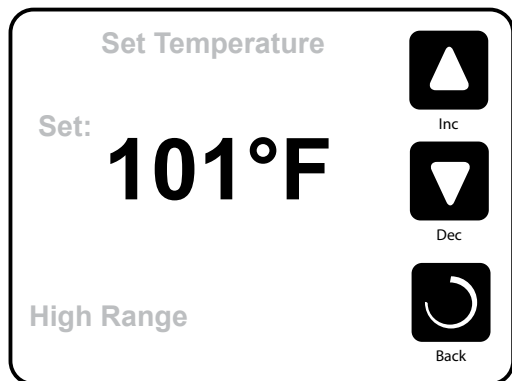 Set Temperature
Inc
Set:
101°F
Dec
High Range
Back